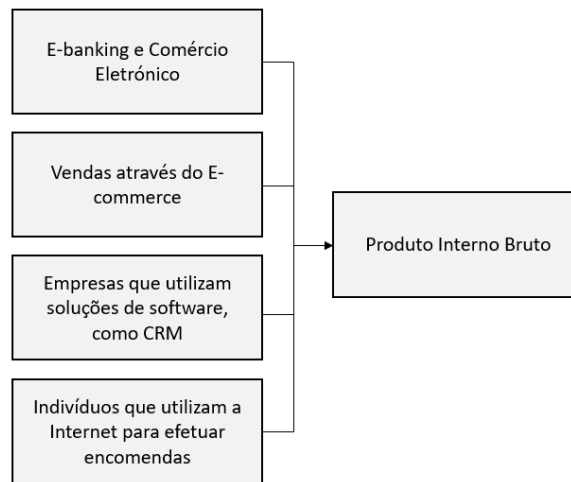 E-banking e Comércio
Eletrónico
Vendas através do E-
commerce
Produto Interno Bruto
Empresas que utilizam
soluções de software,
como CRM
Indivíduos que utilizam a
Internet para efetuar
encomendas